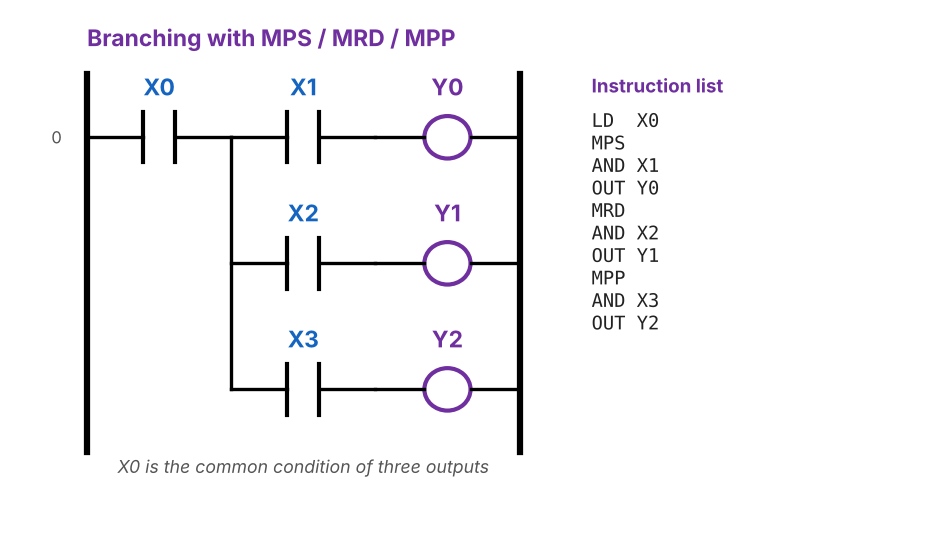 Branching with MPS / MRD / MPP
X0 X1 Y0
0
X2 Y1
X3 Y2
X0 is the common condition of three outputs
Instruction list
LD  X0
MPS
AND X1
OUT Y0
MRD
AND X2
OUT Y1
MPP
AND X3
OUT Y2